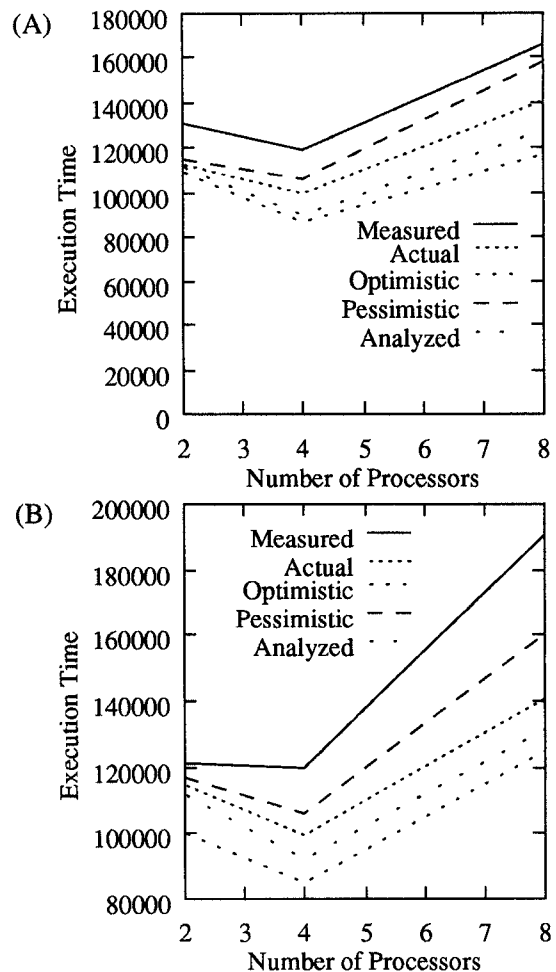 (A)
180000
160000
140000
120000
100000
80000
60000
40000
20000
0
Execution Time
Measured
Actual
Optimistic
Pessimistic
Analyzed
2 3 4 5 6 7 8
Number of Processors
(B)
200000
180000
160000
140000
120000
100000
80000
Execution Time
Measured
Actual
Optimistic
Pessimistic
Analyzed
2 3 4 5 6 7 8
Number of Processors